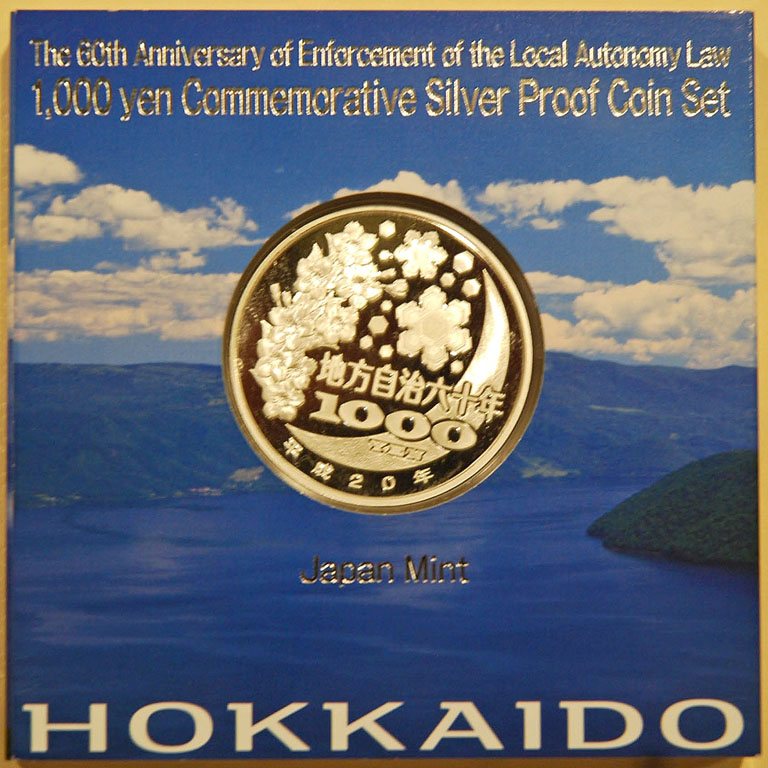 The 60th Anniversary of Enforcement of the Local Autonomy Law
1,000 yen Commemorative Silver Proof Coin Set
地方自治六十年
1000
YEN
平成20年
Japan Mint
HOKKAIDO